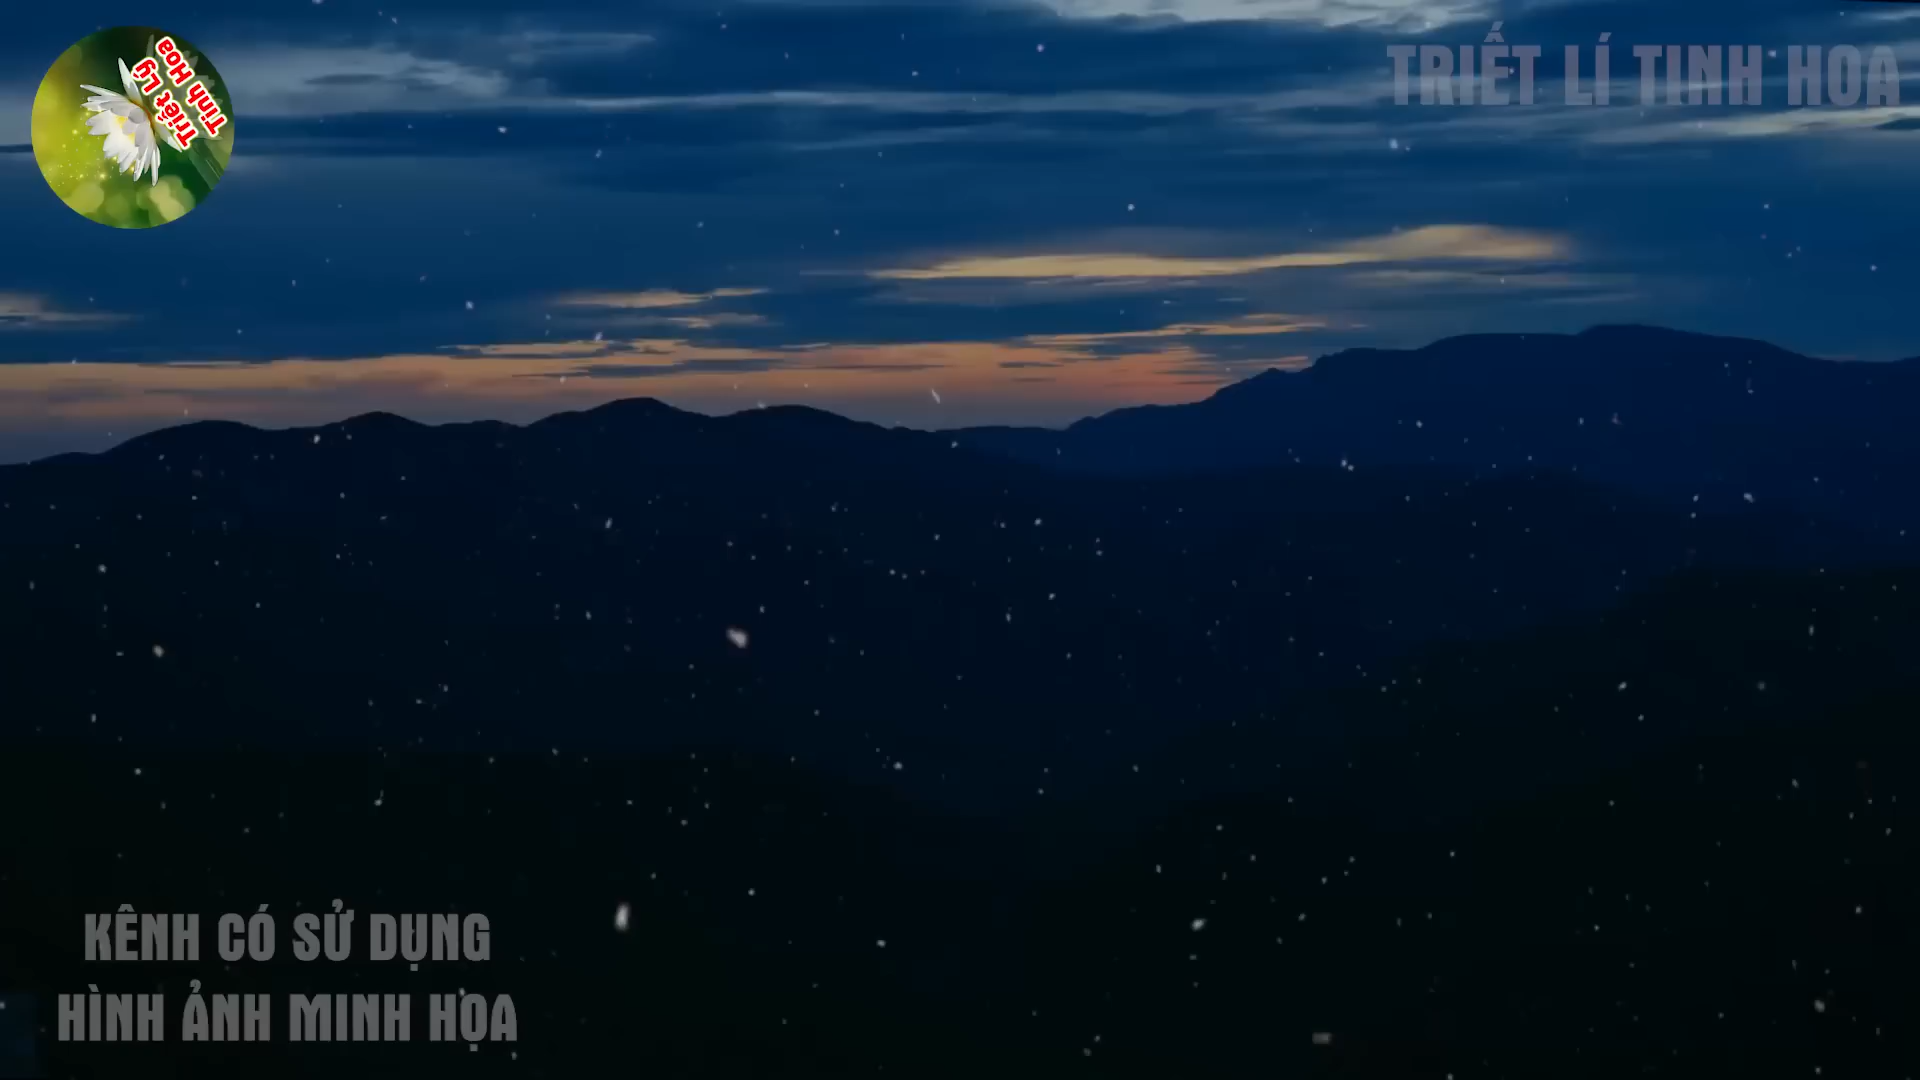 Triết Lý
Tinh Hoa
TRIẾT LÍ TINH HOA
KÊNH CÓ SỬ DỤNG
HÌNH ẢNH MINH HỌA